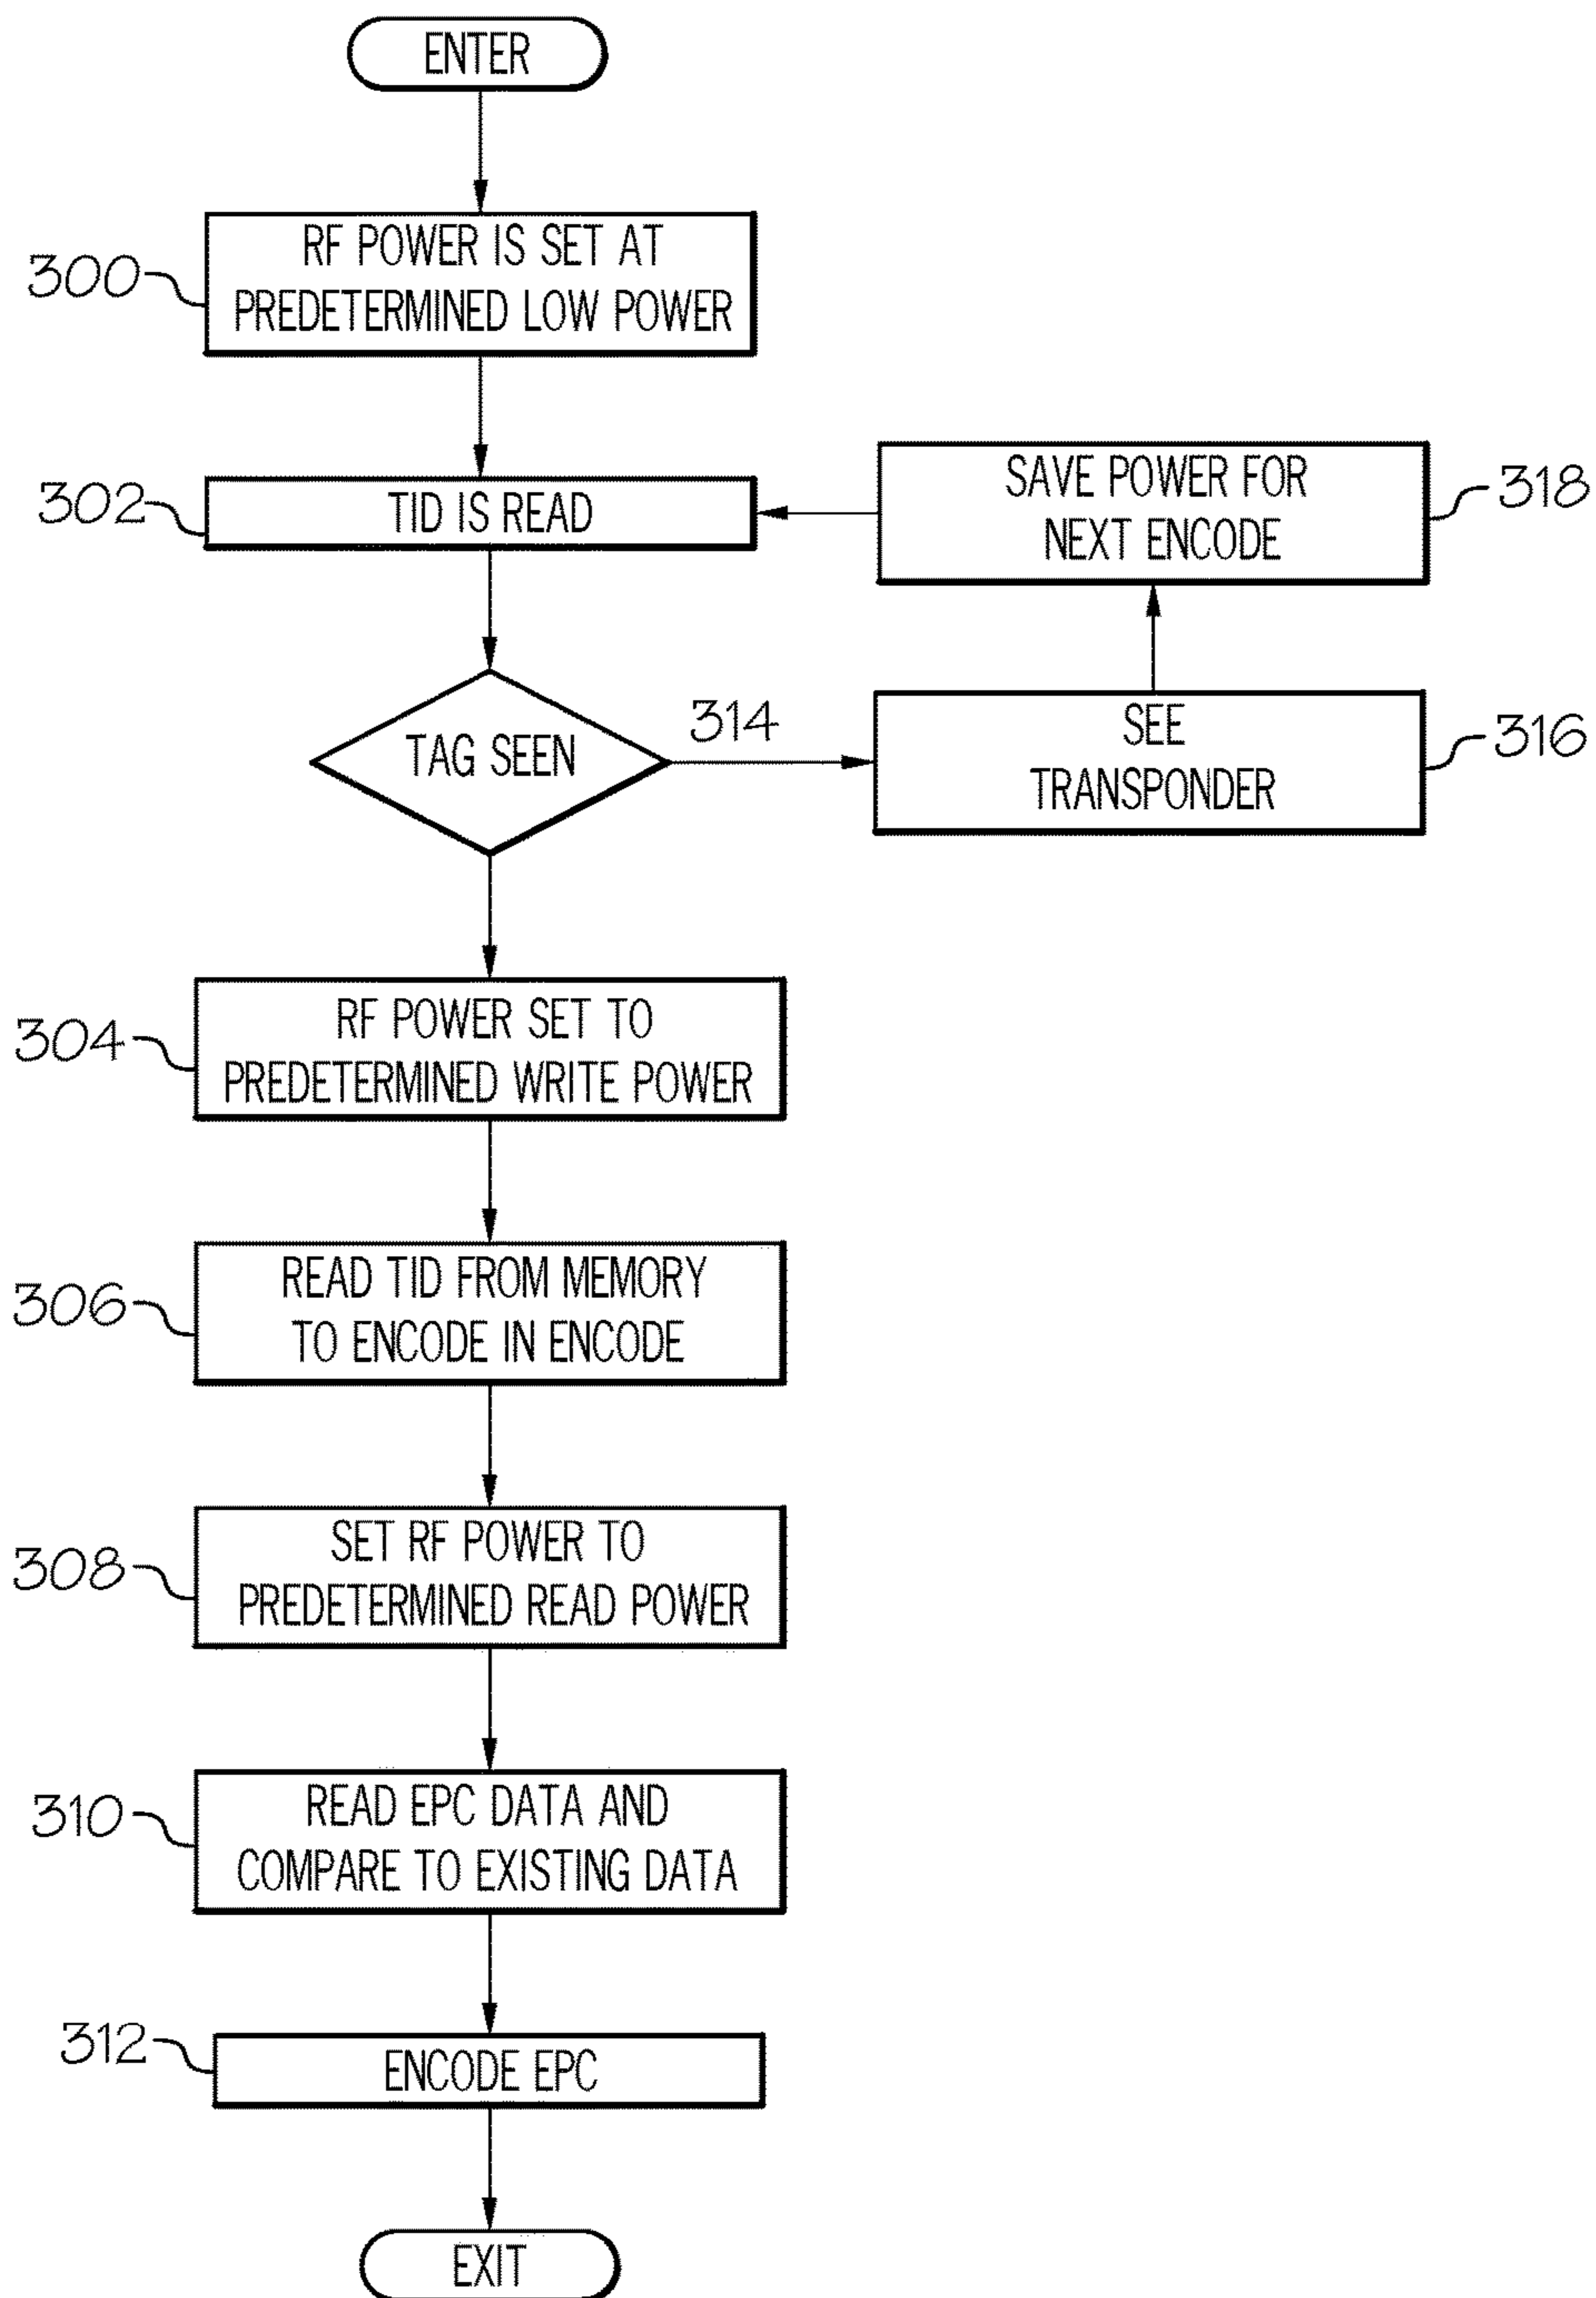 ENTER
300
RF POWER IS SET AT
PREDETERMINED LOW POWER
302
TID IS READ
SAVE POWER FOR
NEXT ENCODE
318
TAG SEEN
314
SEE
TRANSPONDER
316
304
RF POWER SET TO
PREDETERMINED WRITE POWER
306
READ TID FROM MEMORY
TO ENCODE IN ENCODE
308
SET RF POWER TO
PREDETERMINED READ POWER
310
READ EPC DATA AND
COMPARE TO EXISTING DATA
312
ENCODE EPC
EXIT